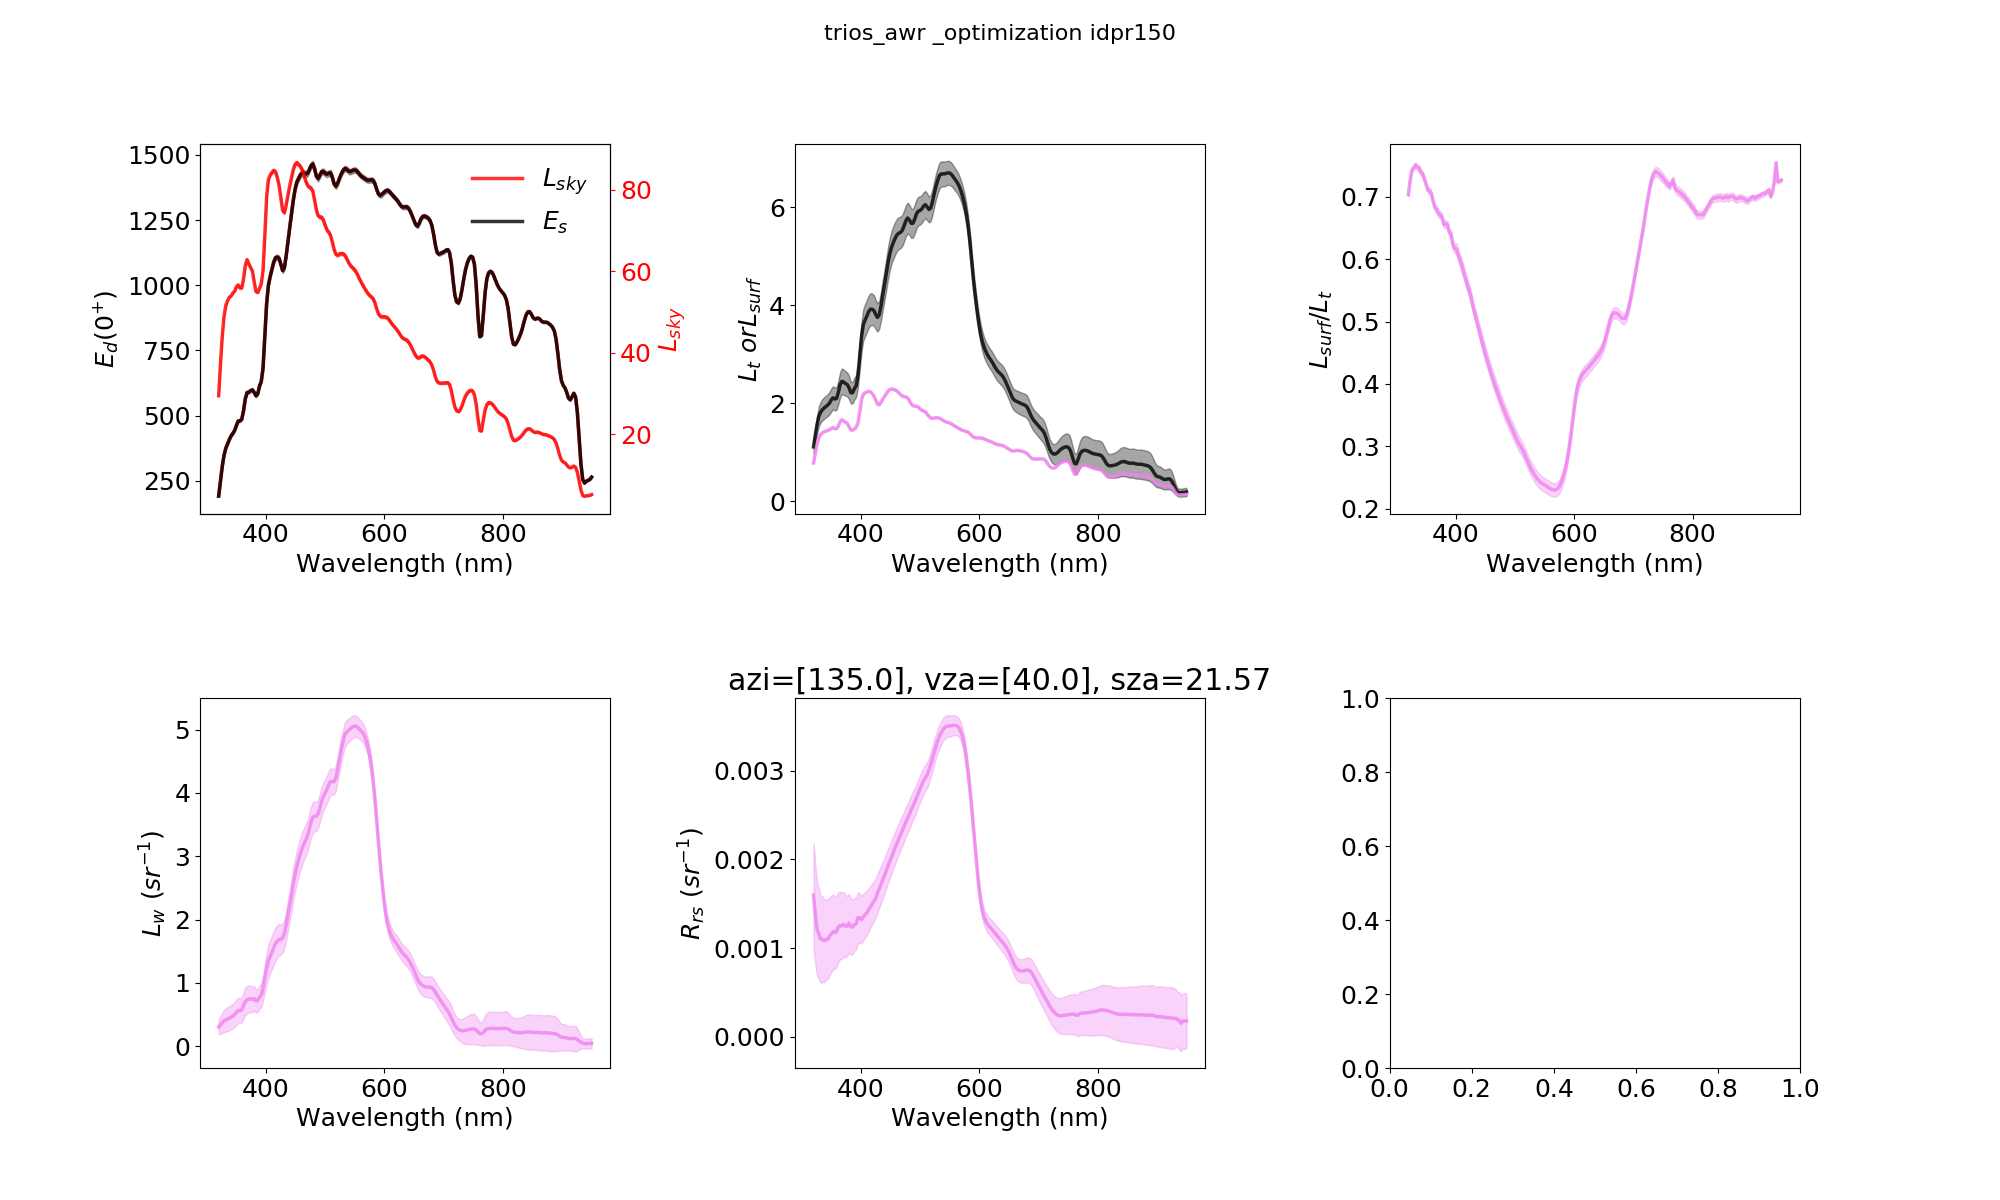 trios_awr _optimization idpr150
1500
1250
1000
750
500
250
E_d(0^+)
L_sky
E_s
80
60
40
20
L_sky
400 600 800
Wavelength (nm)
6
4
2
0
L_t orL_surf
400 600 800
Wavelength (nm)
0.7
0.6
0.5
0.4
0.3
0.2
L_surf/L_t
400 600 800
Wavelength (nm)
5
4
3
2
1
0
L_w (sr^{-1})
400 600 800
Wavelength (nm)
azi=[135.0], vza=[40.0], sza=21.57
0.003
0.002
0.001
0.000
R_rs (sr^{-1})
400 600 800
Wavelength (nm)
1.0
0.8
0.6
0.4
0.2
0.0
0.0 0.2 0.4 0.6 0.8 1.0